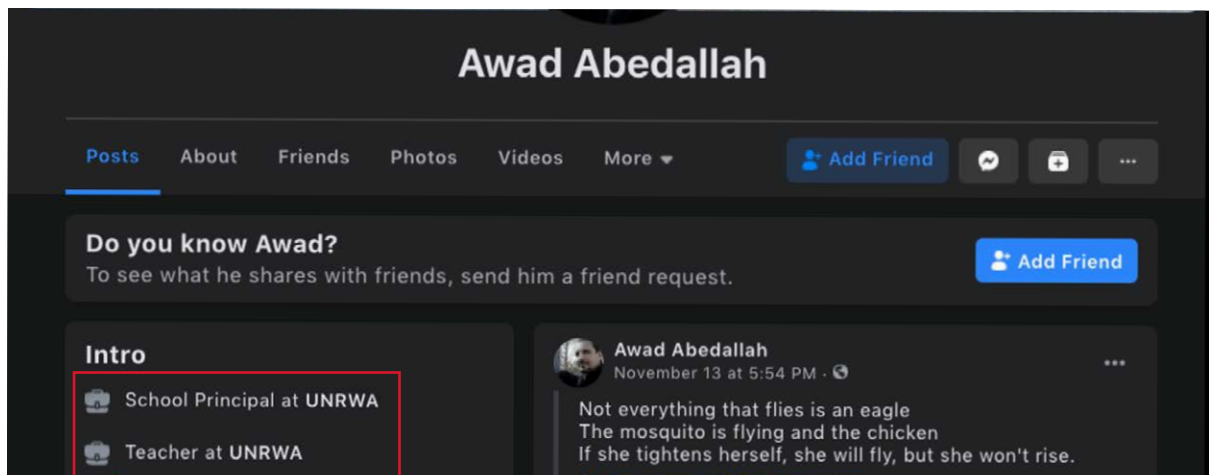 Awad Abedallah
Posts About Friends Photos Videos More Add Friend ...
Do you know Awad?
To see what he shares with friends, send him a friend request.
Add Friend
Intro
School Principal at UNRWA
Teacher at UNRWA
Awad Abedallah
...
November 13 at 5:54 PM ·
Not everything that flies is an eagle
The mosquito is flying and the chicken
If she tightens herself, she will fly, but she won't rise.